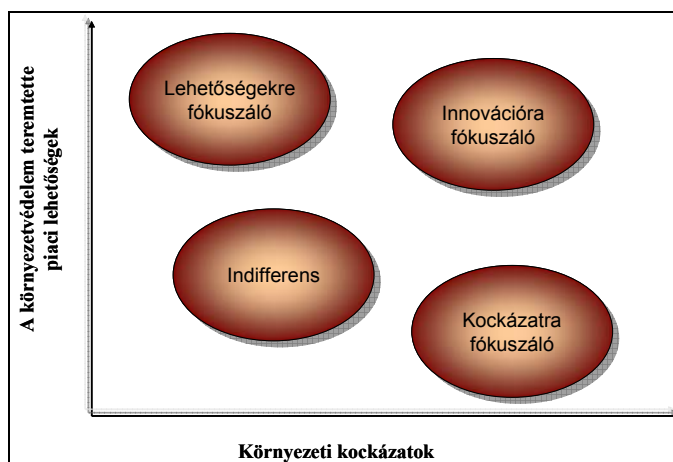 A környezetvédelem teremtette
piaci lehetőségek
Lehetőségekre
fókuszáló
Innovációra
fókuszáló
Indifferens
Kockázatra
fókuszáló
Környezeti kockázatok